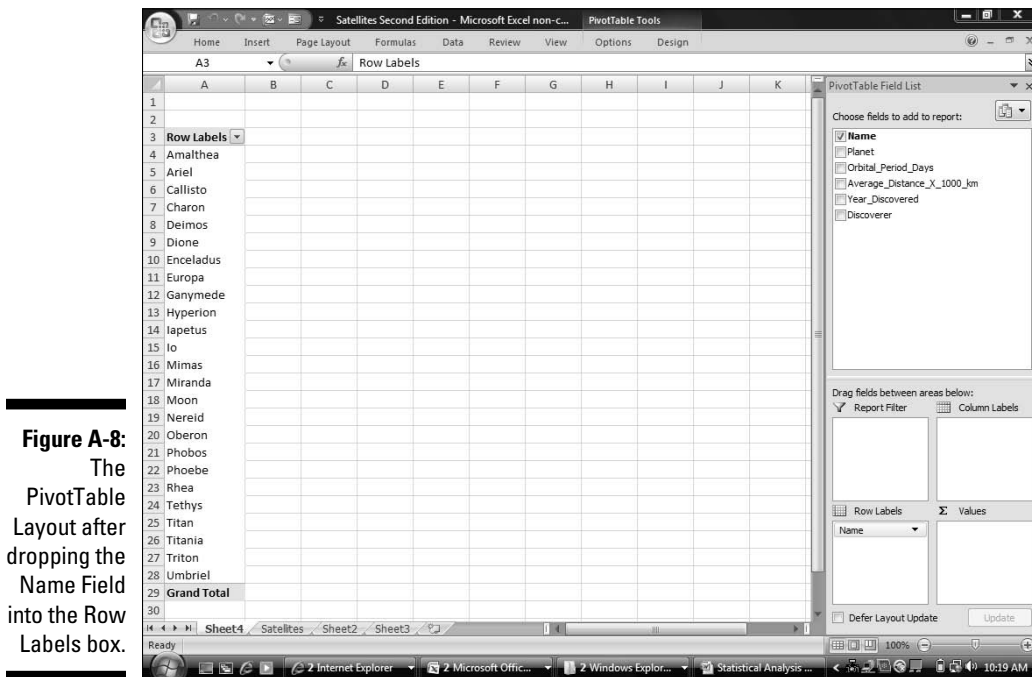 Satellites Second Edition - Microsoft Excel non-c...
PivotTable Tools
Home Insert Page Layout Formulas Data Review View Options Design
A3 fx Row Labels
A B C D E F G H I J K
1
2
3 Row Labels
4 Amalthea
5 Ariel
6 Callisto
7 Charon
8 Deimos
9 Dione
10 Enceladus
11 Europa
12 Ganymede
13 Hyperion
14 Iapetus
15 Io
16 Mimas
17 Miranda
18 Moon
19 Nereid
20 Oberon
21 Phobos
22 Phoebe
23 Rhea
24 Tethys
25 Titan
26 Titania
27 Triton
28 Umbriel
29 Grand Total
30
PivotTable Field List
Choose fields to add to report:
Name
Planet
Orbital_Period_Days
Average_Distance_X_1000_km
Year_Discovered
Discoverer
Drag fields between areas below:
Report Filter
Column Labels
Row Labels
Σ Values
Name
Defer Layout Update
Update
Sheet4 Satelites Sheet2 Sheet3
Ready
100%
2 Internet Explorer
2 Microsoft Offic...
2 Windows Explor...
Statistical Analysis ...
10:19 AM
Figure A-8:
The
PivotTable
Layout after
dropping the
Name Field
into the Row
Labels box.